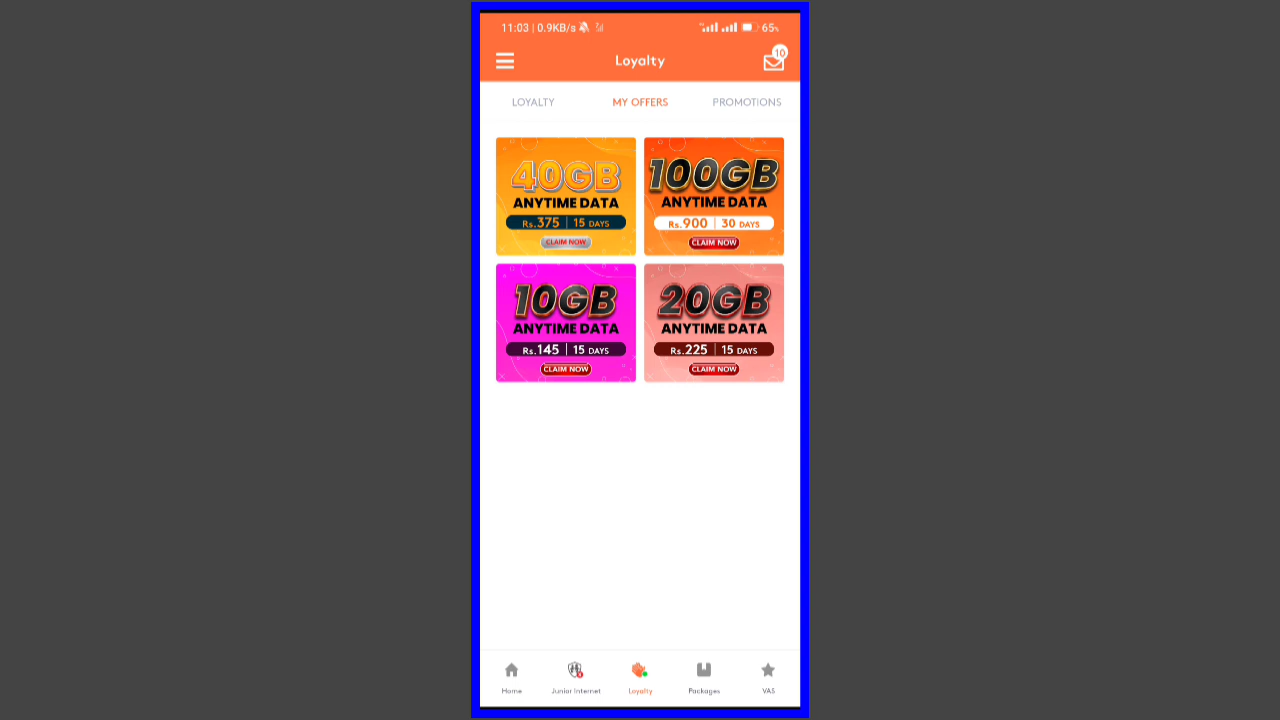 11:03 | 0.9KB/s
65%
Loyalty
10
LOYALTY MY OFFERS PROMOTIONS
40GB
ANYTIME DATA
Rs.375 | 15 DAYS
CLAIM NOW
100GB
ANYTIME DATA
Rs.900 | 30 DAYS
CLAIM NOW
10GB
ANYTIME DATA
Rs.145 | 15 DAYS
CLAIM NOW
20GB
ANYTIME DATA
Rs.225 | 15 DAYS
CLAIM NOW
Home Junior Internet Loyalty Packages VAS